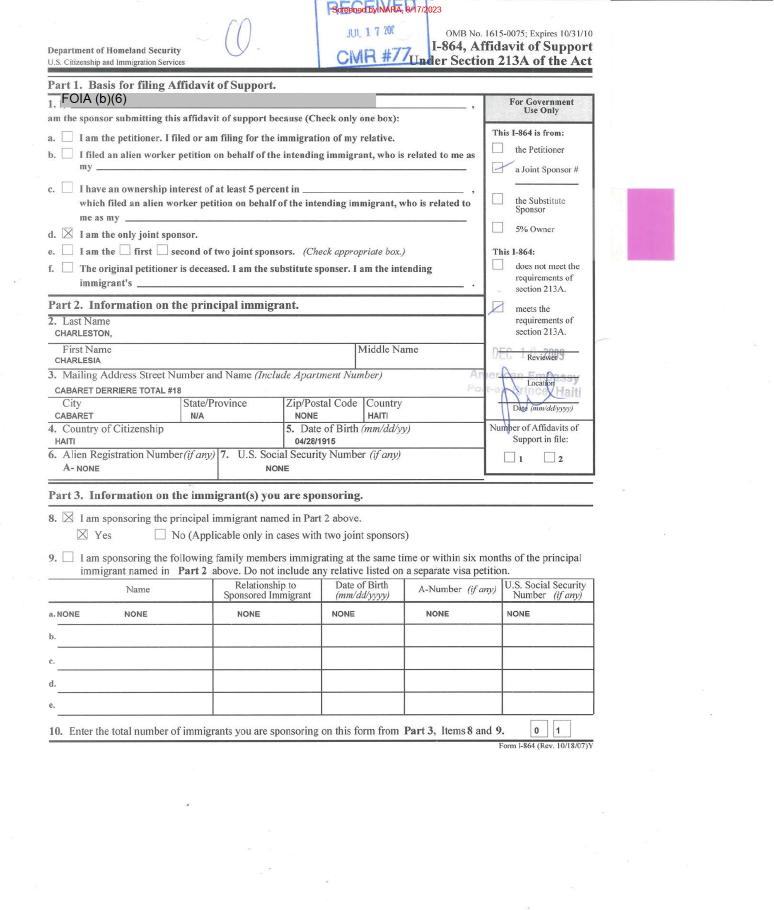 RECEIVED
Screened by NARA, 8/17/2023
JUL 17 200
CMR #77
OMB No. 1615-0075; Expires 10/31/10
Department of Homeland Security
U.S. Citizenship and Immigration Services
I-864, Affidavit of Support
Under Section 213A of the Act
Part 1. Basis for filing Affidavit of Support.
1. FOIA (b)(6) ,
am the sponsor submitting this affidavit of support because (Check only one box):
a. I am the petitioner. I filed or am filing for the immigration of my relative.
b. I filed an alien worker petition on behalf of the intending immigrant, who is related to me as
my
c. I have an ownership interest of at least 5 percent in ,
which filed an alien worker petition on behalf of the intending immigrant, who is related to
me as my
d. I am the only joint sponsor.
e. I am the first second of two joint sponsors. (Check appropriate box.)
f. The original petitioner is deceased. I am the substitute sponser. I am the intending
immigrant's .
For Government
Use Only
This I-864 is from:
the Petitioner
a Joint Sponsor #
the Substitute
Sponsor
5% Owner
This I-864:
does not meet the
requirements of
section 213A.
meets the
requirements of
section 213A.
Reviewer
American Embassy
Location
Port-au-Prince, Haiti
Date (mm/dd/yyyy)
Number of Affidavits of
Support in file:
1 2
Part 2. Information on the principal immigrant.
2. Last Name
CHARLESTON,
First Name Middle Name
CHARLESIA
3. Mailing Address Street Number and Name (Include Apartment Number)
CABARET DERRIERE TOTAL #18
City State/Province Zip/Postal Code Country
CABARET N/A NONE HAITI
4. Country of Citizenship 5. Date of Birth (mm/dd/yy)
HAITI 04/28/1915
6. Alien Registration Number(if any) 7. U.S. Social Security Number (if any)
A- NONE NONE
Part 3. Information on the immigrant(s) you are sponsoring.
8. I am sponsoring the principal immigrant named in Part 2 above.
Yes No (Applicable only in cases with two joint sponsors)
9. I am sponsoring the following family members immigrating at the same time or within six months of the principal
immigrant named in Part 2 above. Do not include any relative listed on a separate visa petition.
Name Relationship to Sponsored Immigrant Date of Birth (mm/dd/yyyy) A-Number (if any) U.S. Social Security Number (if any)
a. NONE NONE NONE NONE NONE NONE
b.
c.
d.
e.
10. Enter the total number of immigrants you are sponsoring on this form from Part 3, Items 8 and 9. 0 1
Form I-864 (Rev. 10/18/07)Y